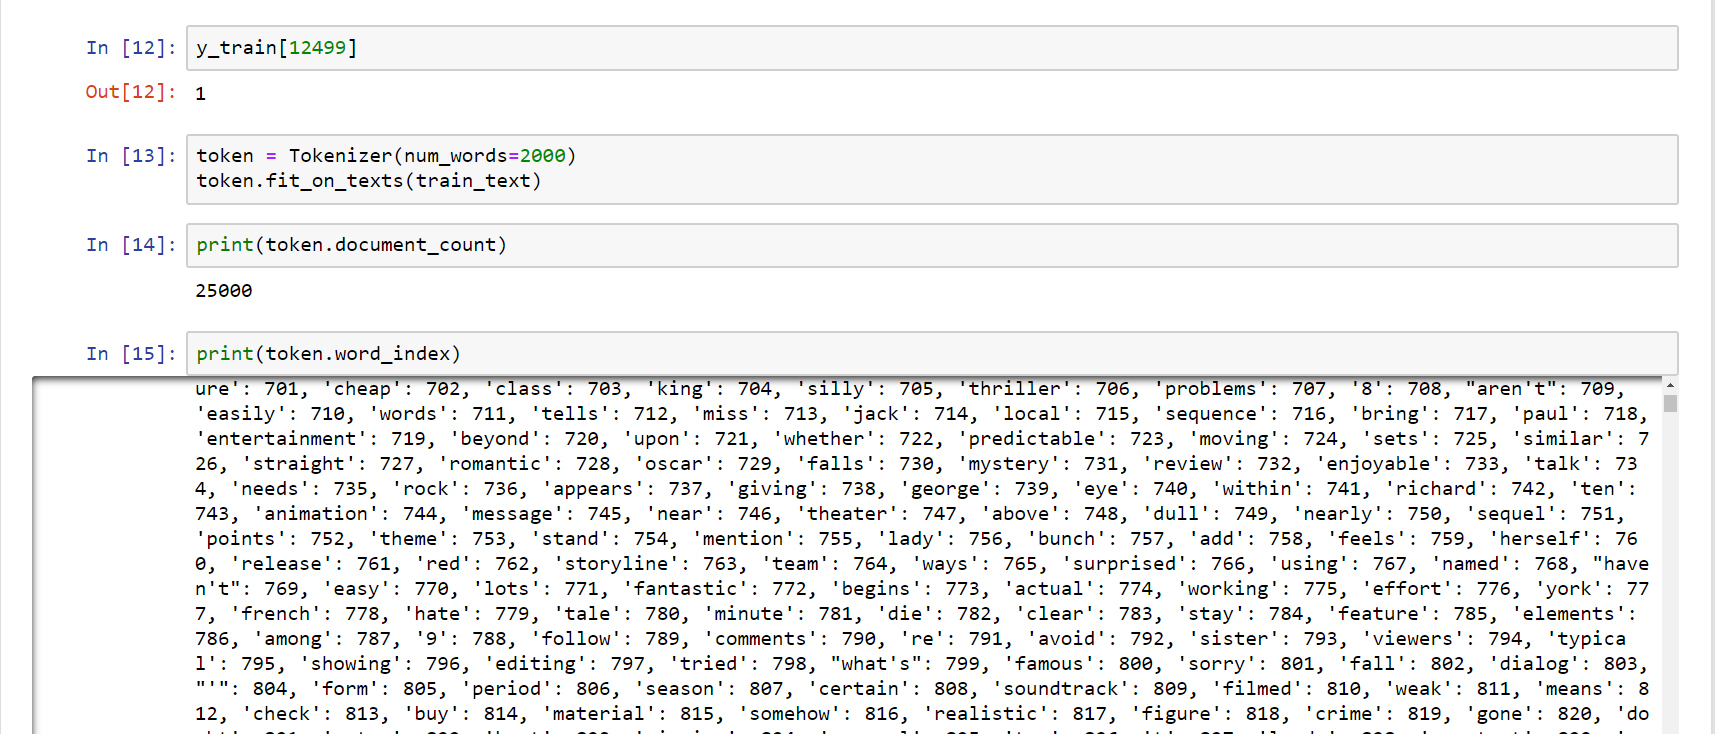 In [12]: y_train[12499]
Out[12]: 1
In [13]: token = Tokenizer(num_words=2000)
token.fit_on_texts(train_text)
In [14]: print(token.document_count)
25000
In [15]: print(token.word_index)
ure': 701, 'cheap': 702, 'class': 703, 'king': 704, 'silly': 705, 'thriller': 706, 'problems': 707, '8': 708, "aren't": 709,
'easily': 710, 'words': 711, 'tells': 712, 'miss': 713, 'jack': 714, 'local': 715, 'sequence': 716, 'bring': 717, 'paul': 718,
'entertainment': 719, 'beyond': 720, 'upon': 721, 'whether': 722, 'predictable': 723, 'moving': 724, 'sets': 725, 'similar': 7
26, 'straight': 727, 'romantic': 728, 'oscar': 729, 'falls': 730, 'mystery': 731, 'review': 732, 'enjoyable': 733, 'talk': 73
4, 'needs': 735, 'rock': 736, 'appears': 737, 'giving': 738, 'george': 739, 'eye': 740, 'within': 741, 'richard': 742, 'ten':
743, 'animation': 744, 'message': 745, 'near': 746, 'theater': 747, 'above': 748, 'dull': 749, 'nearly': 750, 'sequel': 751,
'points': 752, 'theme': 753, 'stand': 754, 'mention': 755, 'lady': 756, 'bunch': 757, 'add': 758, 'feels': 759, 'herself': 76
0, 'release': 761, 'red': 762, 'storyline': 763, 'team': 764, 'ways': 765, 'surprised': 766, 'using': 767, 'named': 768, "have
n't": 769, 'easy': 770, 'lots': 771, 'fantastic': 772, 'begins': 773, 'actual': 774, 'working': 775, 'effort': 776, 'york': 77
7, 'french': 778, 'hate': 779, 'tale': 780, 'minute': 781, 'die': 782, 'clear': 783, 'stay': 784, 'feature': 785, 'elements':
786, 'among': 787, '9': 788, 'follow': 789, 'comments': 790, 're': 791, 'avoid': 792, 'sister': 793, 'viewers': 794, 'typica
l': 795, 'showing': 796, 'editing': 797, 'tried': 798, "what's": 799, 'famous': 800, 'sorry': 801, 'fall': 802, 'dialog': 803,
"'": 804, 'form': 805, 'period': 806, 'season': 807, 'certain': 808, 'soundtrack': 809, 'filmed': 810, 'weak': 811, 'means': 8
12, 'check': 813, 'buy': 814, 'material': 815, 'somehow': 816, 'realistic': 817, 'figure': 818, 'crime': 819, 'gone': 820, 'do